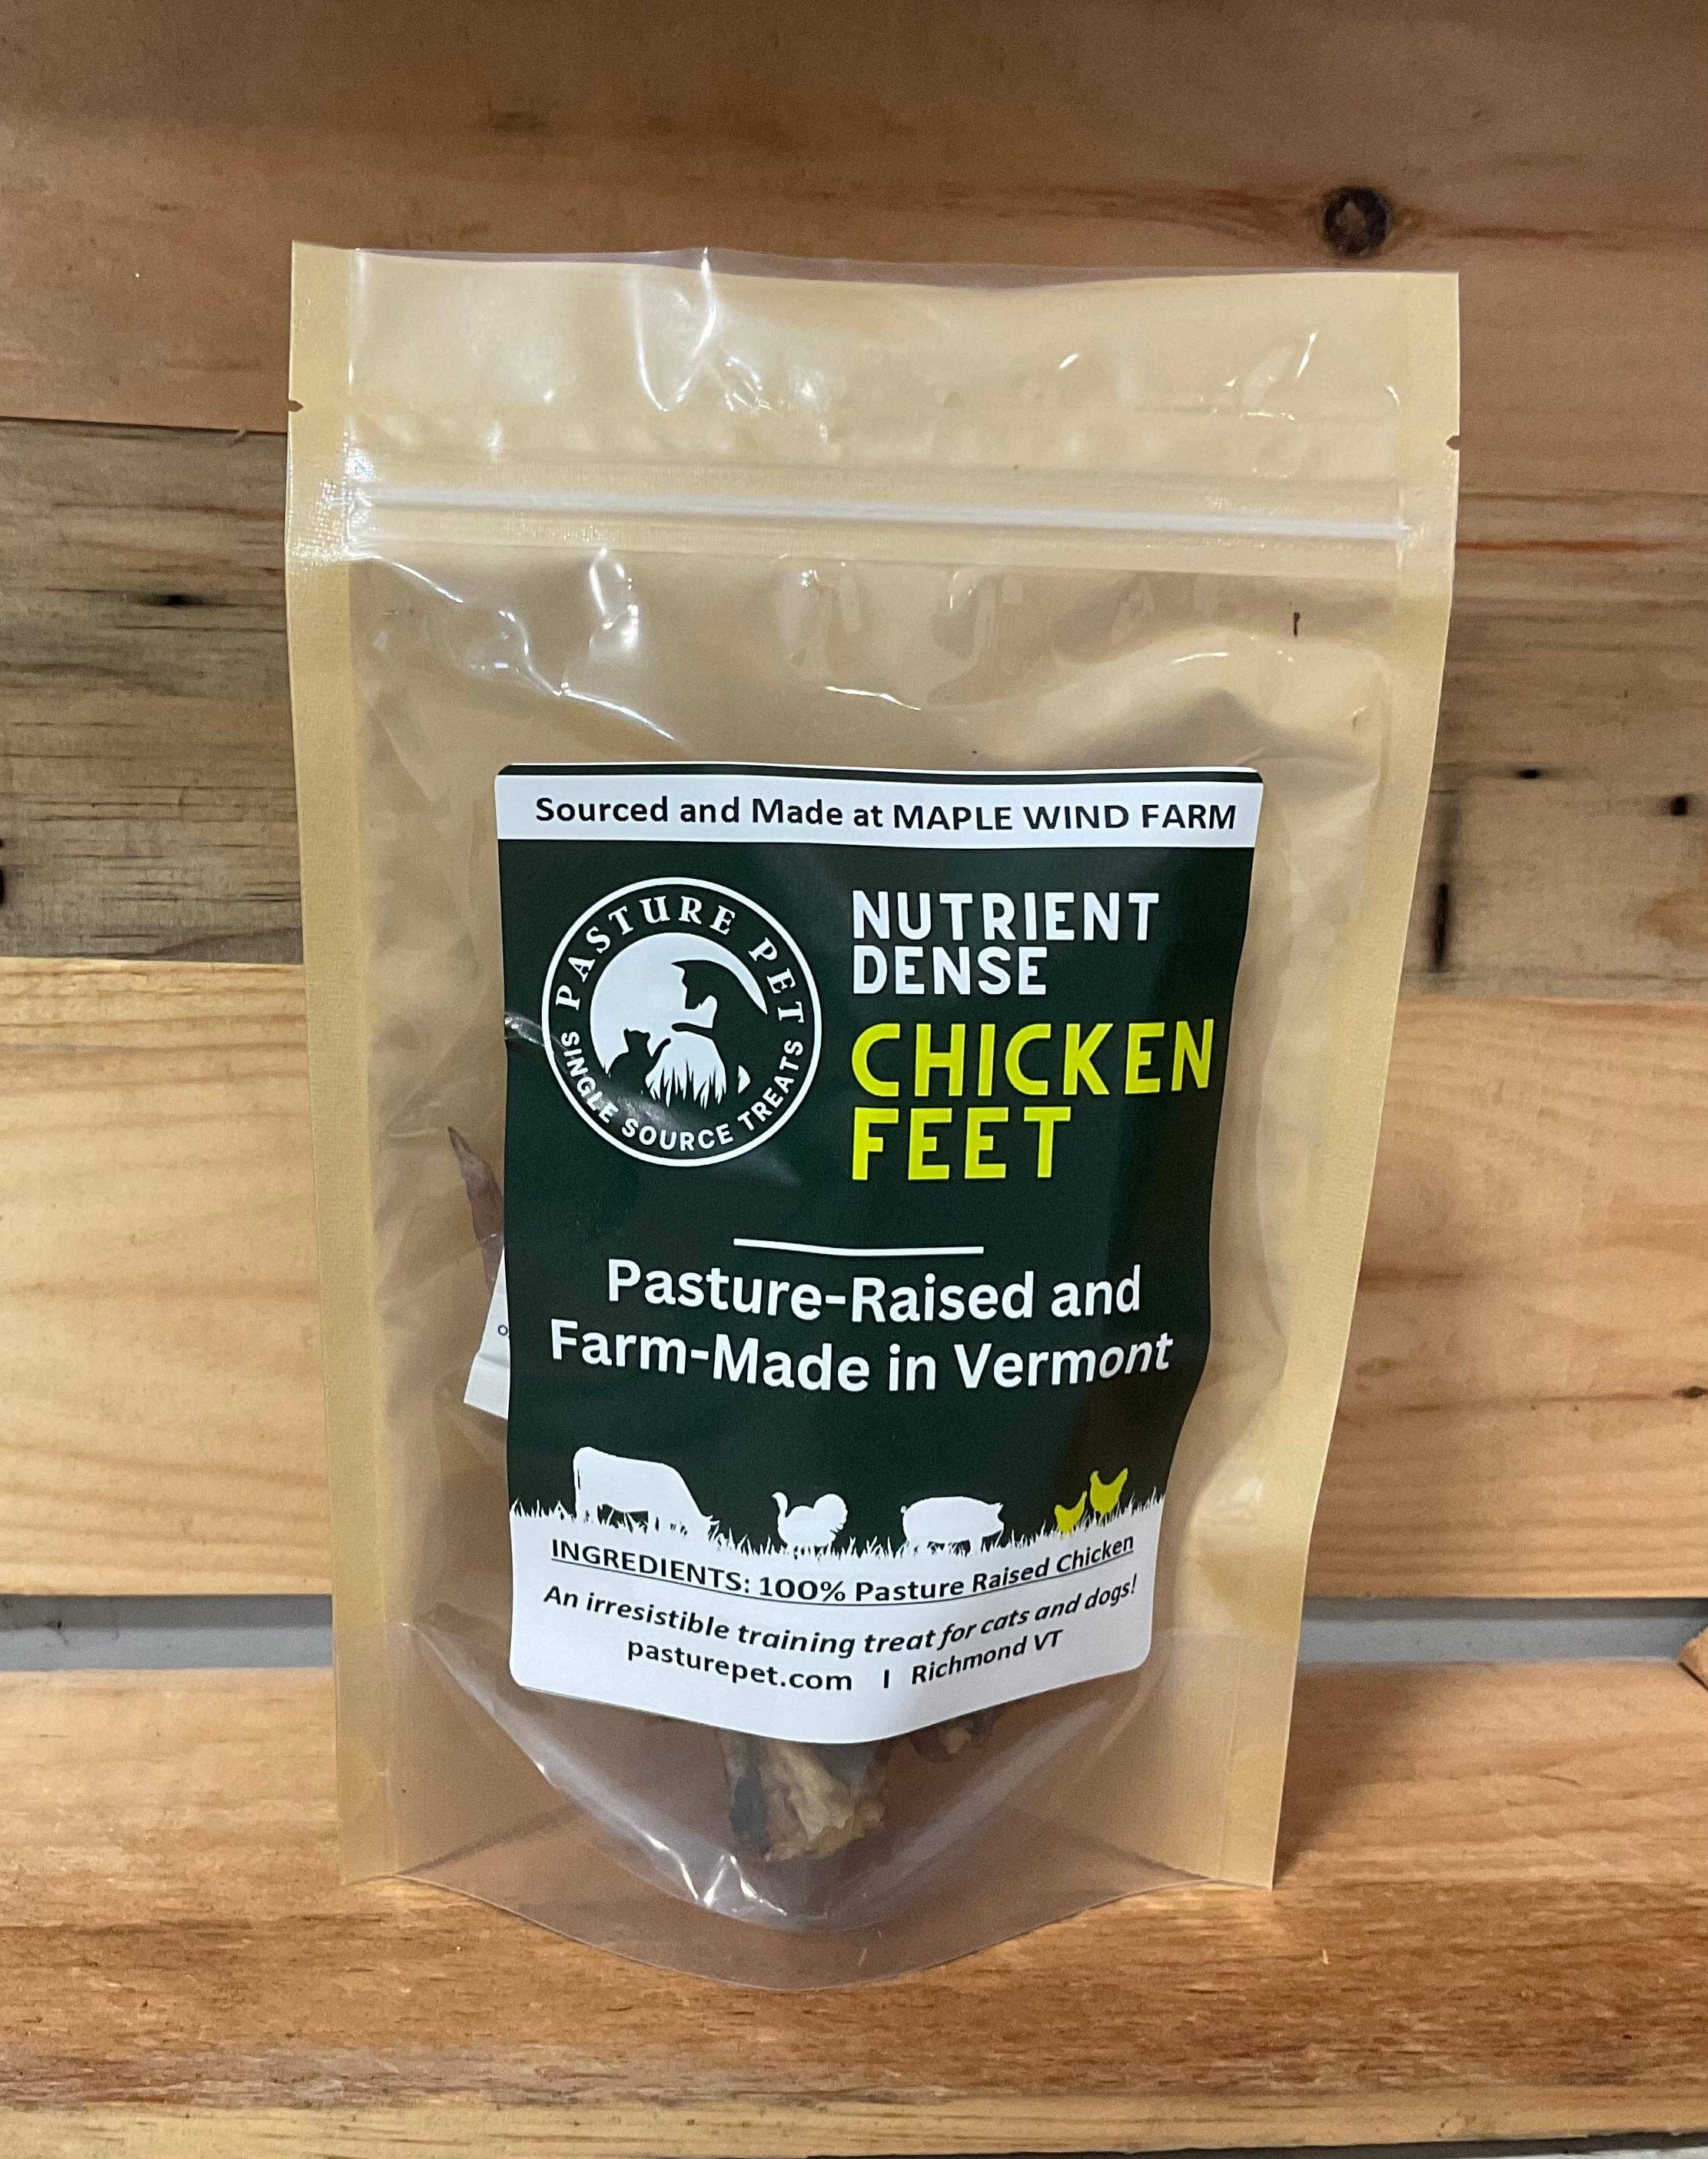 Sourced and Made at MAPLE WIND FARM
PASTURE PET
SINGLE SOURCE TREATS
NUTRIENT
DENSE
CHICKEN
FEET
Pasture-Raised and
Farm-Made in Vermont
INGREDIENTS: 100% Pasture Raised Chicken
An irresistible training treat for cats and dogs!
pasturepet.com | Richmond VT